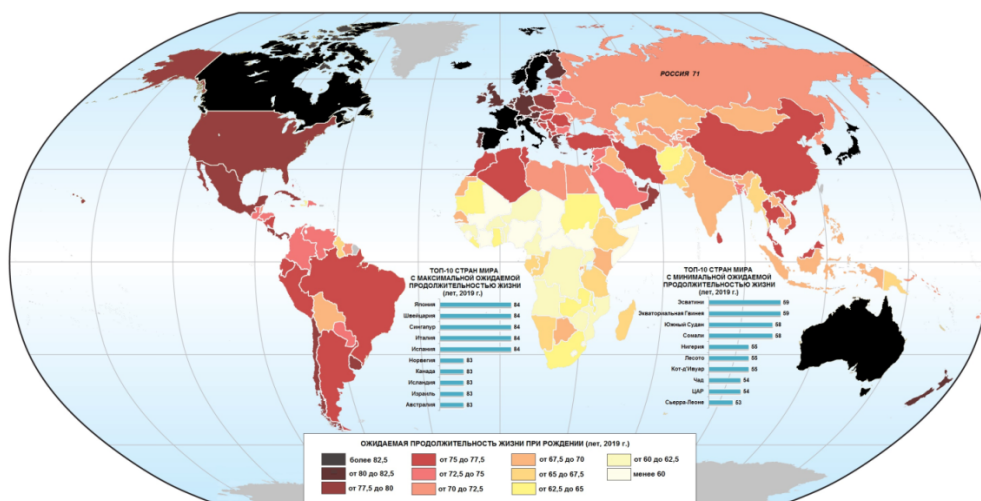 РОССИЯ 71
ТОП-10 СТРАН МИРА
С МАКСИМАЛЬНОЙ ОЖИДАЕМОЙ
ПРОДОЛЖИТЕЛЬНОСТЬЮ ЖИЗНИ
(лет, 2019 г.)
Япония 84
Швейцария 84
Сингапур 84
Италия 84
Испания 84
Норвегия 83
Канада 83
Исландия 83
Израиль 83
Австралия 83
ТОП-10 СТРАН МИРА
С МИНИМАЛЬНОЙ ОЖИДАЕМОЙ
ПРОДОЛЖИТЕЛЬНОСТЬЮ ЖИЗНИ
(лет, 2019 г.)
Эсватини 59
Экваториальная Гвинея 59
Южный Судан 58
Сомали 58
Нигерия 55
Лесото 55
Кот-д'Ивуар 55
Чад 54
ЦАР 54
Сьерра-Леоне 53
ОЖИДАЕМАЯ ПРОДОЛЖИТЕЛЬНОСТЬ ЖИЗНИ ПРИ РОЖДЕНИИ (лет, 2019 г.)
более 82,5
от 80 до 82,5
от 77,5 до 80
от 75 до 77,5
от 72,5 до 75
от 70 до 72,5
от 67,5 до 70
от 65 до 67,5
от 62,5 до 65
от 60 до 62,5
менее 60